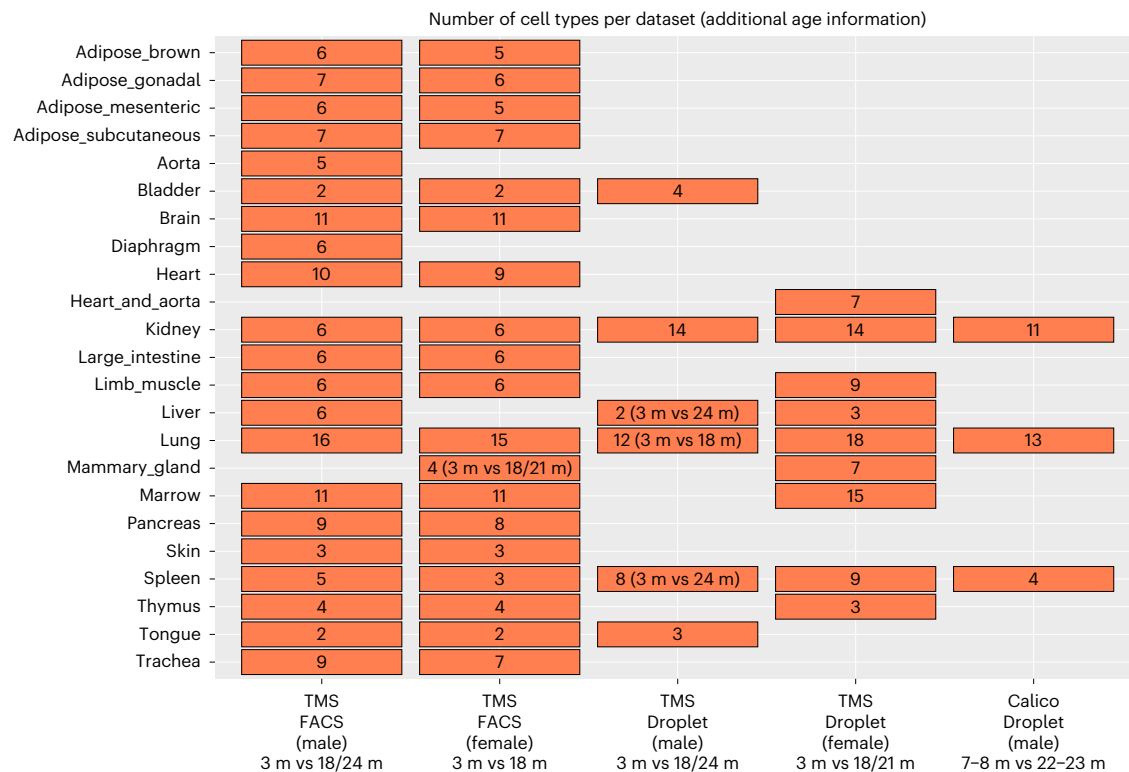 Number of cell types per dataset (additional age information)
Adipose_brown 6 5
Adipose_gonadal 7 6
Adipose_mesenteric 6 5
Adipose_subcutaneous 7 7
Aorta 5
Bladder 2 2 4
Brain 11 11
Diaphragm 6
Heart 10 9
Heart_and_aorta 7
Kidney 6 6 14 14 11
Large_intestine 6 6
Limb_muscle 6 6 9
Liver 6 2 (3 m vs 24 m) 3
Lung 16 15 12 (3 m vs 18 m) 18 13
Mammary_gland 4 (3 m vs 18/21 m) 7
Marrow 11 11 15
Pancreas 9 8
Skin 3 3
Spleen 5 3 8 (3 m vs 24 m) 9 4
Thymus 4 4 3
Tongue 2 2 3
Trachea 9 7
TMS TMS TMS TMS Calico
FACS FACS Droplet Droplet Droplet
(male) (female) (male) (female) (male)
3 m vs 18/24 m 3 m vs 18 m 3 m vs 18/24 m 3 m vs 18/21 m 7–8 m vs 22–23 m